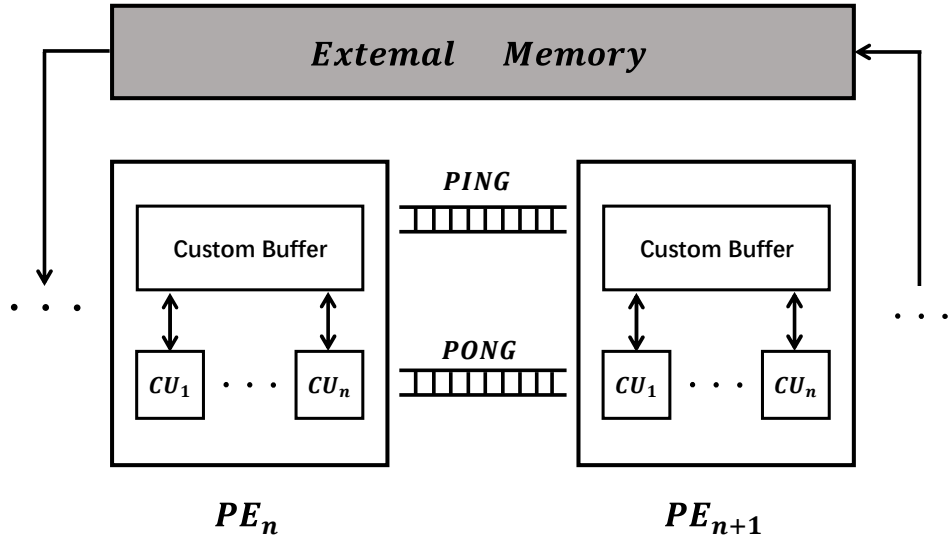 Extemal Memory
PING
Custom Buffer
Custom Buffer
. . .
. . .
PONG
CU₁ · · · CUₙ
CU₁ · · · CUₙ
PEₙ
PEₙ₊₁